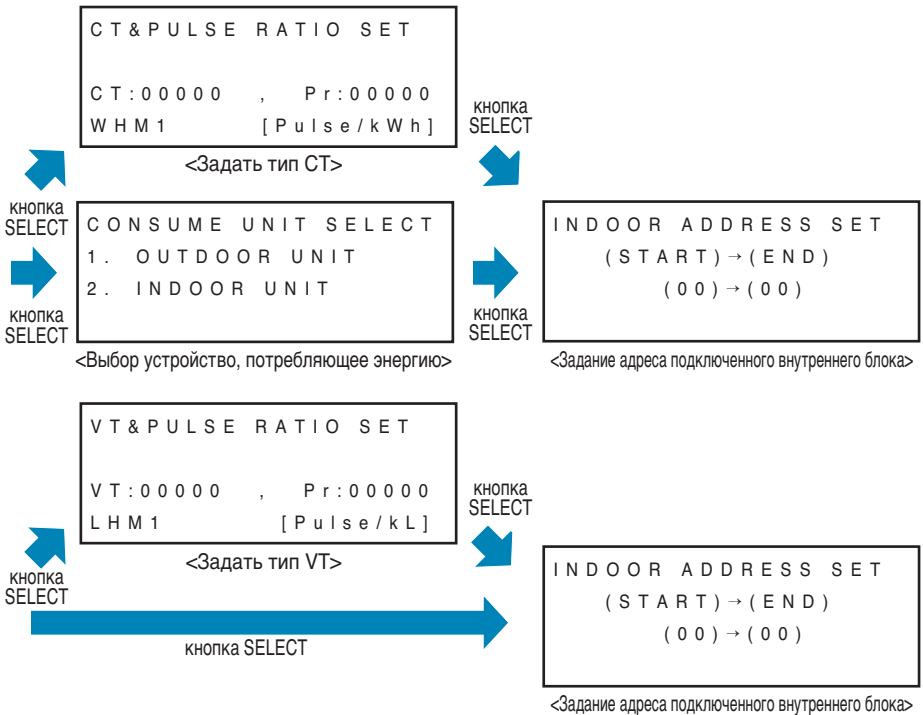 CT&PULSE RATIO SET
CT:00000 , Pr:00000
WHM1 [Pulse/kWh]
<Задать тип CT>
кнопка
SELECT
кнопка
SELECT
CONSUME UNIT SELECT
1. OUTDOOR UNIT
2. INDOOR UNIT
кнопка
SELECT
<Выбор устройство, потребляющее энергию>
кнопка
SELECT
INDOOR ADDRESS SET
(START)→(END)
(00)→(00)
<Задание адреса подключенного внутреннего блока>
VT&PULSE RATIO SET
VT:00000 , Pr:00000
LHM1 [Pulse/kL]
<Задать тип VT>
кнопка
SELECT
кнопка
SELECT
кнопка SELECT
INDOOR ADDRESS SET
(START)→(END)
(00)→(00)
<Задание адреса подключенного внутреннего блока>